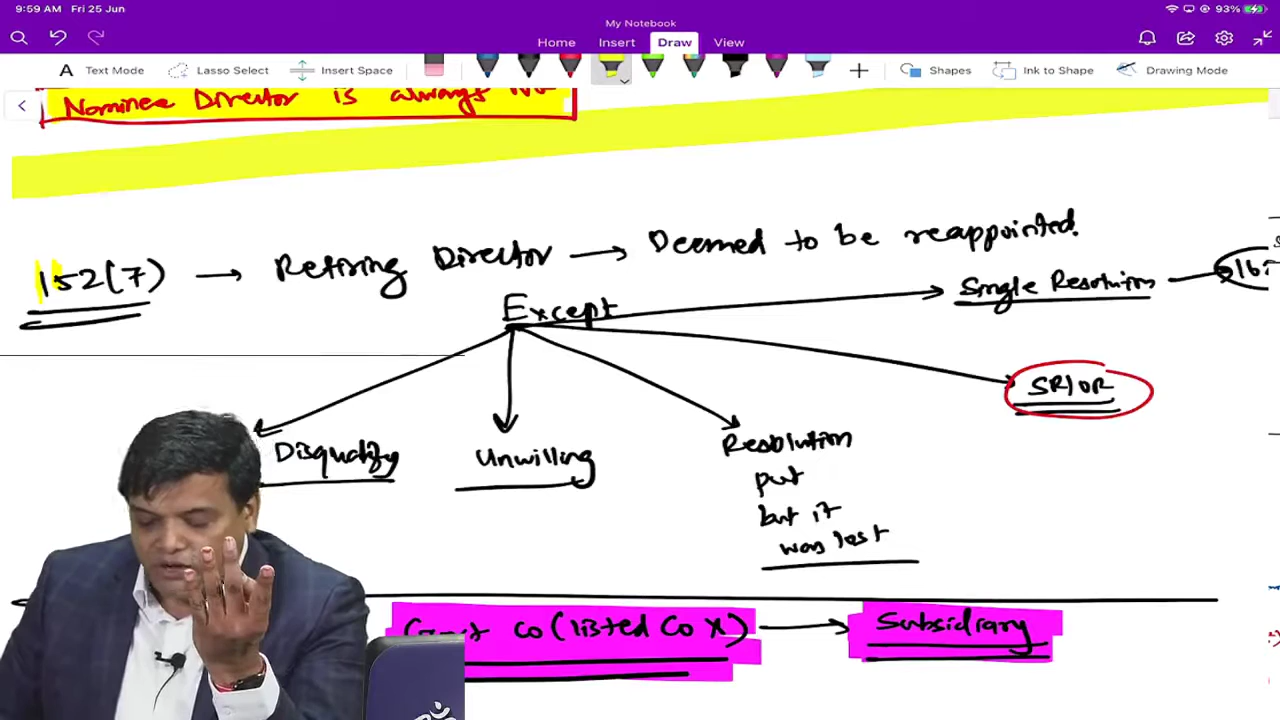 9:59 AM Fri 25 Jun
93%
My Notebook
Home Insert Draw View
Text Mode Lasso Select Insert Space Shapes Ink to Shape Drawing Mode
Nominee Director is always
152(7) → Retiring Director → Deemed to be reappointed.
Except
Single Resolution
SR/OR
Disqualify
Unwilling
Resolution
put
but it
was lost
Co (listed Co X) → Subsidiary